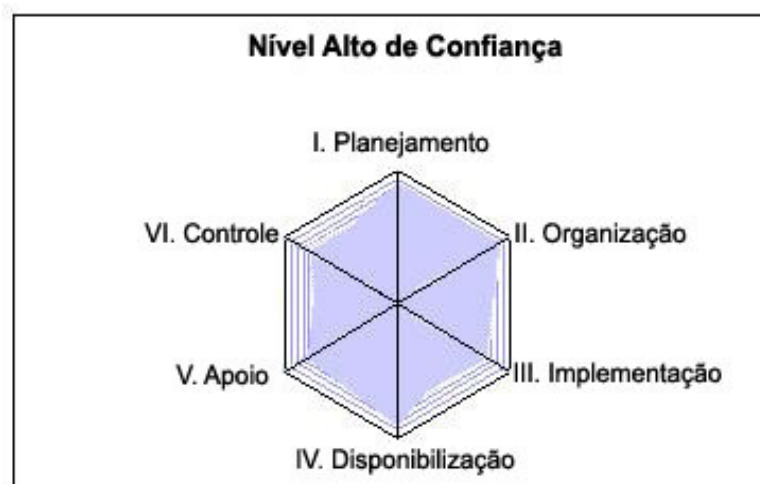 Nível Alto de Confiança
I. Planejamento
VI. Controle
II. Organização
V. Apoio
III. Implementação
IV. Disponibilização